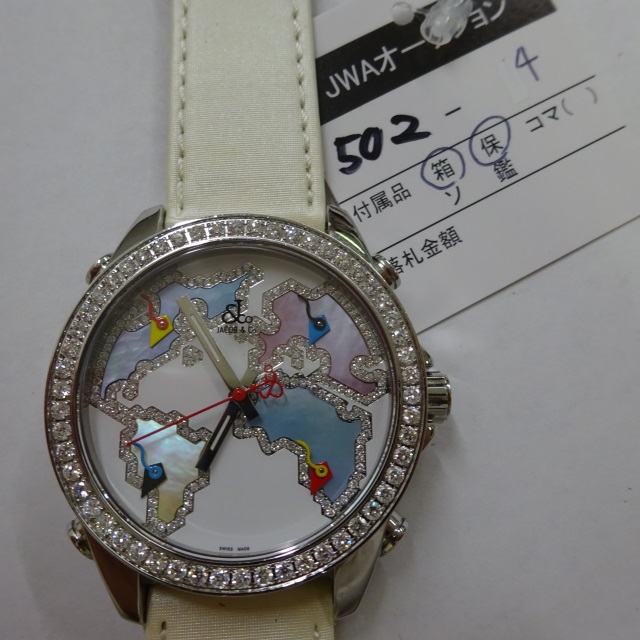 JWAオークション
502-4
付属品 箱 保 コマ( )
ソ 鑑
落札金額
&Co
JACOB & Co
SWISS MADE